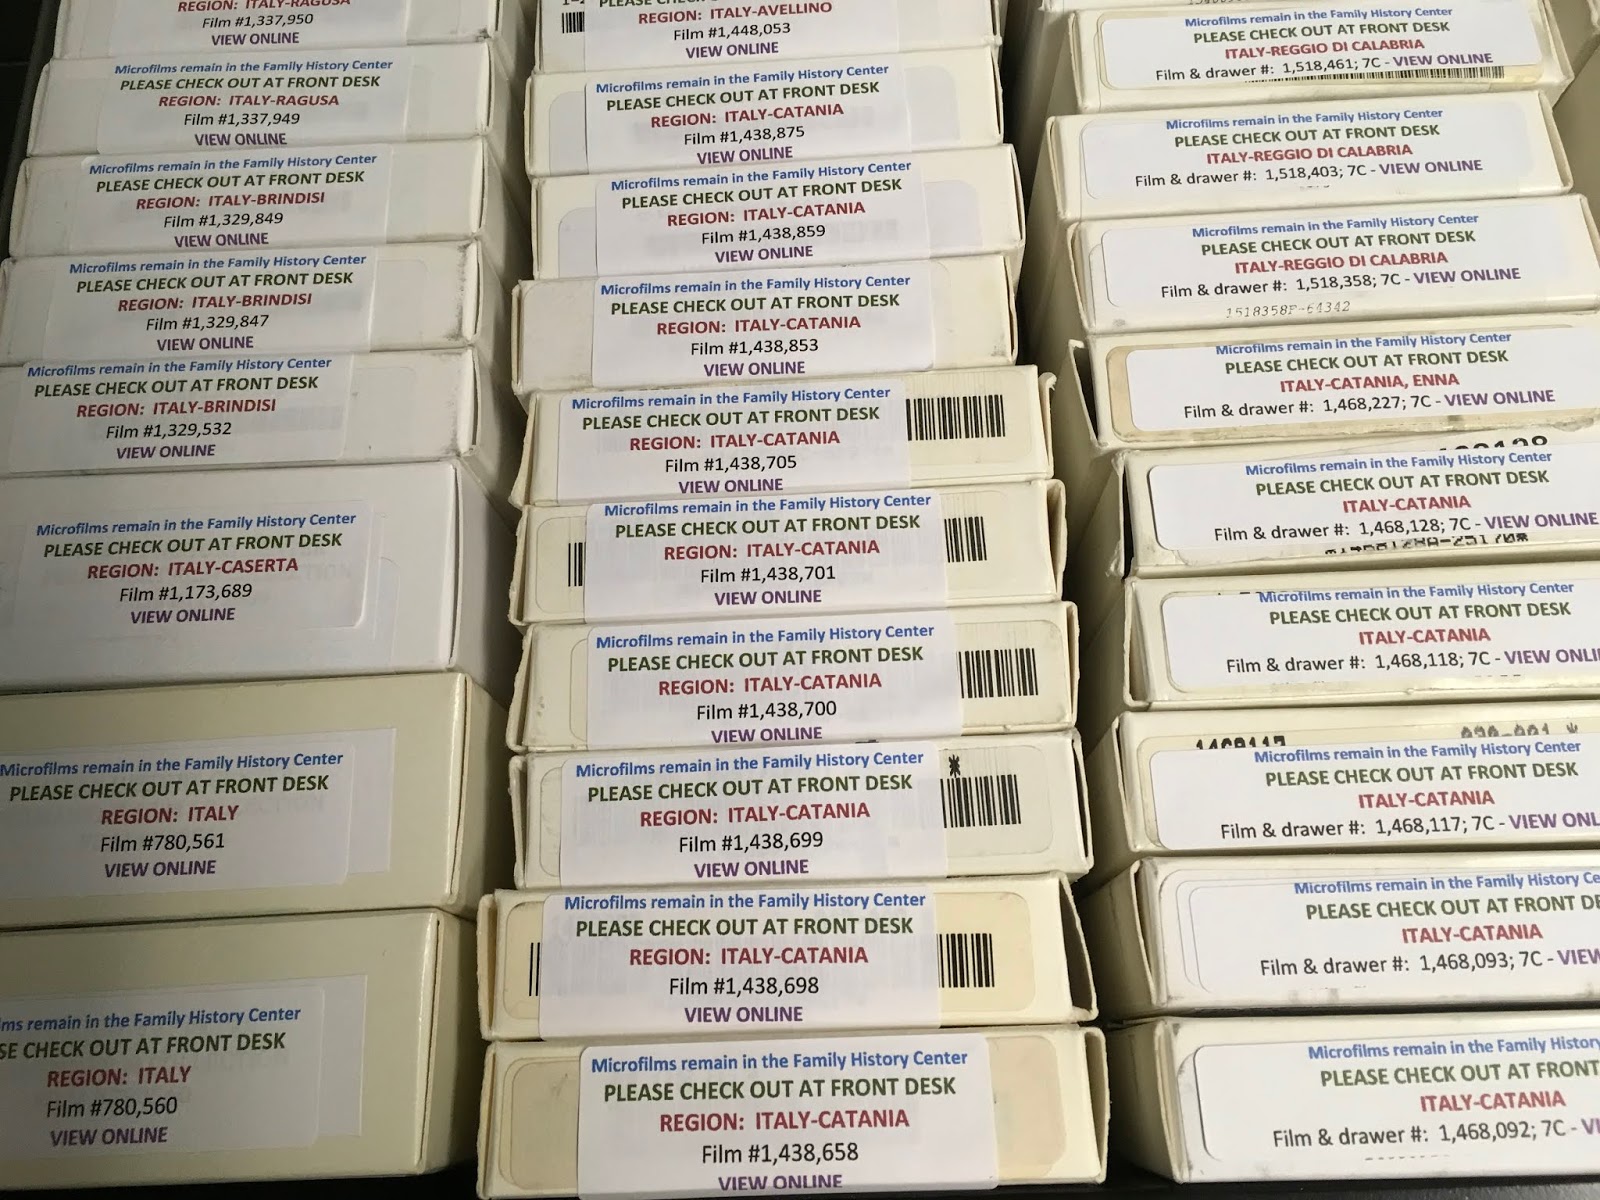 REGION: ITALY-RAGUSA
Film #1,337,950
VIEW ONLINE
Microfilms remain in the Family History Center
PLEASE CHECK OUT AT FRONT DESK
REGION: ITALY-RAGUSA
Film #1,337,949
VIEW ONLINE
Microfilms remain in the Family History Center
PLEASE CHECK OUT AT FRONT DESK
REGION: ITALY-BRINDISI
Film #1,329,849
VIEW ONLINE
Microfilms remain in the Family History Center
PLEASE CHECK OUT AT FRONT DESK
REGION: ITALY-BRINDISI
Film #1,329,847
VIEW ONLINE
Microfilms remain in the Family History Center
PLEASE CHECK OUT AT FRONT DESK
REGION: ITALY-BRINDISI
Film #1,329,532
VIEW ONLINE
Microfilms remain in the Family History Center
PLEASE CHECK OUT AT FRONT DESK
REGION: ITALY-CASERTA
Film #1,173,689
VIEW ONLINE
Microfilms remain in the Family History Center
PLEASE CHECK OUT AT FRONT DESK
REGION: ITALY
Film #780,561
VIEW ONLINE
lms remain in the Family History Center
SE CHECK OUT AT FRONT DESK
REGION: ITALY
Film #780,560
VIEW ONLINE
PLEASE CHECK OUT AT FRONT DESK
REGION: ITALY-AVELLINO
Film #1,448,053
VIEW ONLINE
Microfilms remain in the Family History Center
PLEASE CHECK OUT AT FRONT DESK
REGION: ITALY-CATANIA
Film #1,438,875
VIEW ONLINE
Microfilms remain in the Family History Center
PLEASE CHECK OUT AT FRONT DESK
REGION: ITALY-CATANIA
Film #1,438,859
VIEW ONLINE
Microfilms remain in the Family History Center
PLEASE CHECK OUT AT FRONT DESK
REGION: ITALY-CATANIA
Film #1,438,853
VIEW ONLINE
Microfilms remain in the Family History Center
PLEASE CHECK OUT AT FRONT DESK
REGION: ITALY-CATANIA
Film #1,438,705
VIEW ONLINE
Microfilms remain in the Family History Center
PLEASE CHECK OUT AT FRONT DESK
REGION: ITALY-CATANIA
Film #1,438,701
VIEW ONLINE
Microfilms remain in the Family History Center
PLEASE CHECK OUT AT FRONT DESK
REGION: ITALY-CATANIA
Film #1,438,700
VIEW ONLINE
Microfilms remain in the Family History Center
PLEASE CHECK OUT AT FRONT DESK
REGION: ITALY-CATANIA
Film #1,438,699
VIEW ONLINE
Microfilms remain in the Family History Center
PLEASE CHECK OUT AT FRONT DESK
REGION: ITALY-CATANIA
Film #1,438,698
VIEW ONLINE
Microfilms remain in the Family History Center
PLEASE CHECK OUT AT FRONT DESK
REGION: ITALY-CATANIA
Film #1,438,658
VIEW ONLINE
Microfilms remain in the Family History Center
PLEASE CHECK OUT AT FRONT DESK
ITALY-REGGIO DI CALABRIA
Film & drawer #: 1,518,461; 7C - VIEW ONLINE
Microfilms remain in the Family History Center
PLEASE CHECK OUT AT FRONT DESK
ITALY-REGGIO DI CALABRIA
Film & drawer #: 1,518,403; 7C - VIEW ONLINE
Microfilms remain in the Family History Center
PLEASE CHECK OUT AT FRONT DESK
ITALY-REGGIO DI CALABRIA
Film & drawer #: 1,518,358; 7C - VIEW ONLINE
1518358P-64342
Microfilms remain in the Family History Center
PLEASE CHECK OUT AT FRONT DESK
ITALY-CATANIA, ENNA
Film & drawer #: 1,468,227; 7C - VIEW ONLINE
Microfilms remain in the Family History Center
PLEASE CHECK OUT AT FRONT DESK
ITALY-CATANIA
Film & drawer #: 1,468,128; 7C - VIEW ONLINE
Microfilms remain in the Family History Center
PLEASE CHECK OUT AT FRONT DESK
ITALY-CATANIA
Film & drawer #: 1,468,118; 7C - VIEW ONLI
Microfilms remain in the Family History Center
PLEASE CHECK OUT AT FRONT DESK
ITALY-CATANIA
Film & drawer #: 1,468,117; 7C - VIEW ONL
Microfilms remain in the Family History Ce
PLEASE CHECK OUT AT FRONT DE
ITALY-CATANIA
Film & drawer #: 1,468,093; 7C - VIEW
Microfilms remain in the Family History
PLEASE CHECK OUT AT FRONT
ITALY-CATANIA
Film & drawer #: 1,468,092; 7C - VI